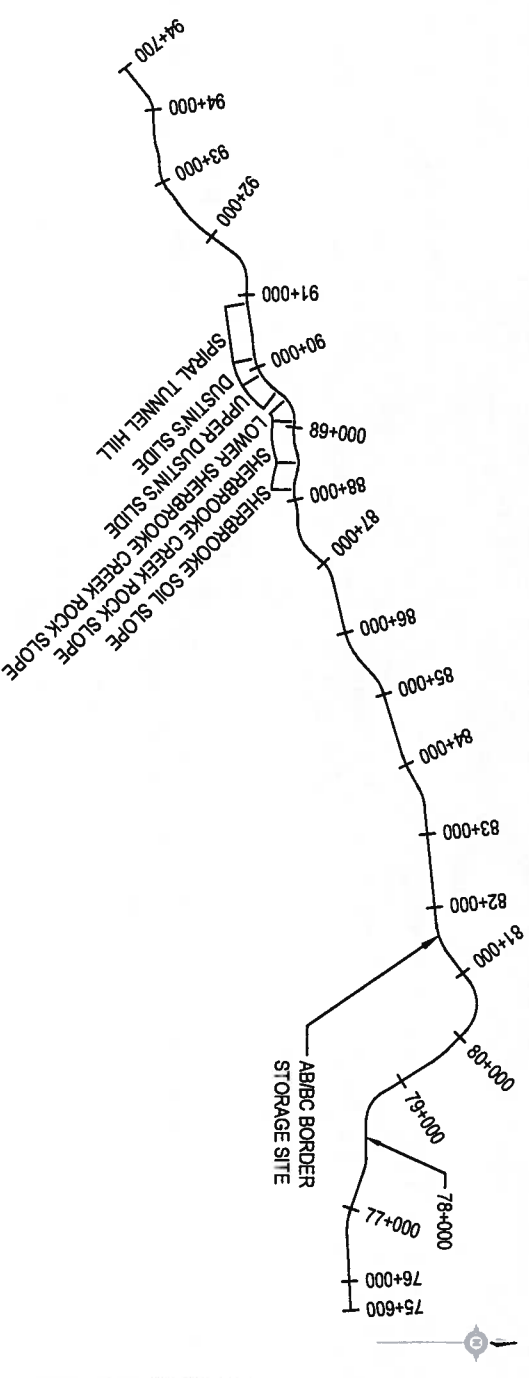 94+700
94+000
93+000
92+000
91+000
90+000
89+000
88+000
87+000
86+000
85+000
84+000
83+000
82+000
81+000
80+000
79+000
78+000
77+000
76+000
75+600
SPIRAL TUNNEL HILL
DUSTIN'S SLIDE
UPPER DUSTIN'S SLIDE
LOWER SHERBROOKE CREEK ROCK SLOPE
SHERBROOKE CREEK ROCK SLOPE
SHERBROOKE SOIL SLOPE
AB/BC BORDER
STORAGE SITE